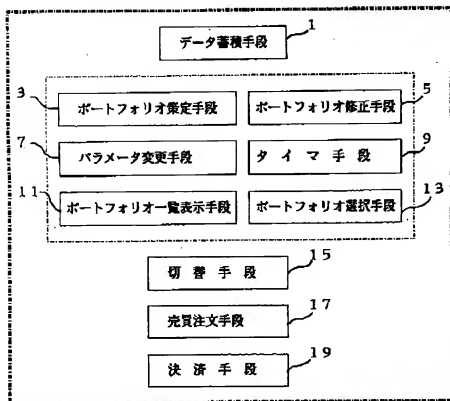 データ蓄積手段 1
3 ポートフォリオ策定手段 ポートフォリオ修正手段 5
7 パラメータ変更手段 タイマ手段 9
11 ポートフォリオ一覧表示手段 ポートフォリオ選択手段 13
切替手段 15
売買注文手段 17
決済手段 19